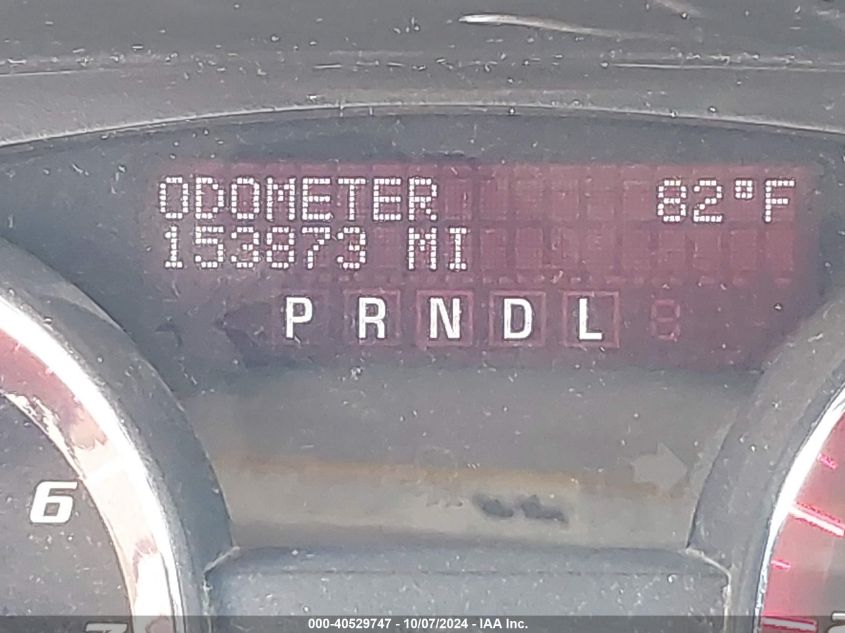 ODOMETER 82°F
153873 MI
P R N D L
6
000-40529747 - 10/07/2024 - IAA Inc.